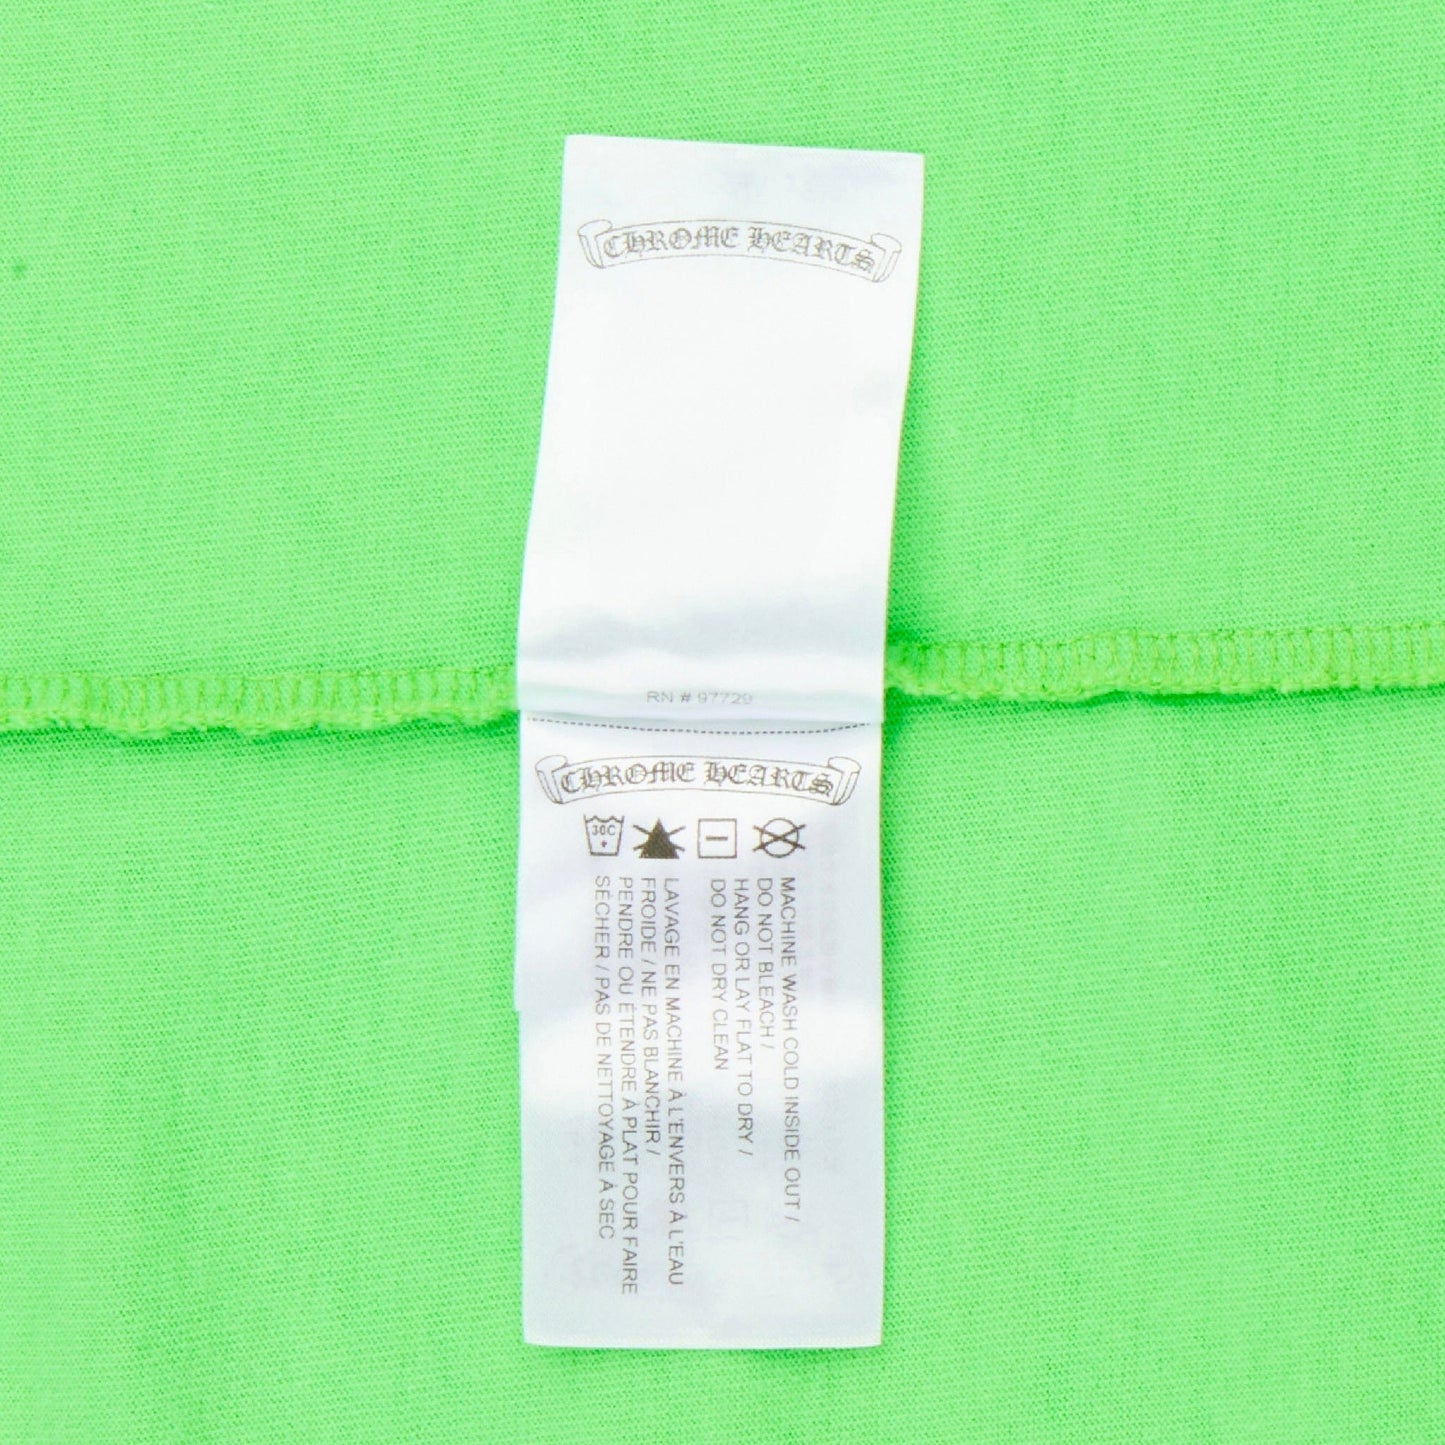 CHROME HEARTS
RN # 97729
CHROME HEARTS
30C
MACHINE WASH COLD INSIDE OUT /
DO NOT BLEACH /
HANG OR LAY FLAT TO DRY /
DO NOT DRY CLEAN
LAVAGE EN MACHINE À L'ENVERS À L'EAU
FROIDE / NE PAS BLANCHIR /
PENDRE OU ÉTENDRE À PLAT POUR FAIRE
SÉCHER / PAS DE NETTOYAGE À SEC